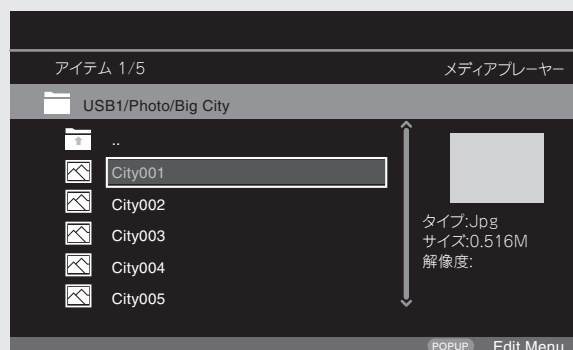 アイテム 1/5
メディアプレーヤー
USB1/Photo/Big City
..
City001
City002
City003
City004
City005
タイプ:Jpg
サイズ:0.516M
解像度:
POPUP Edit Menu